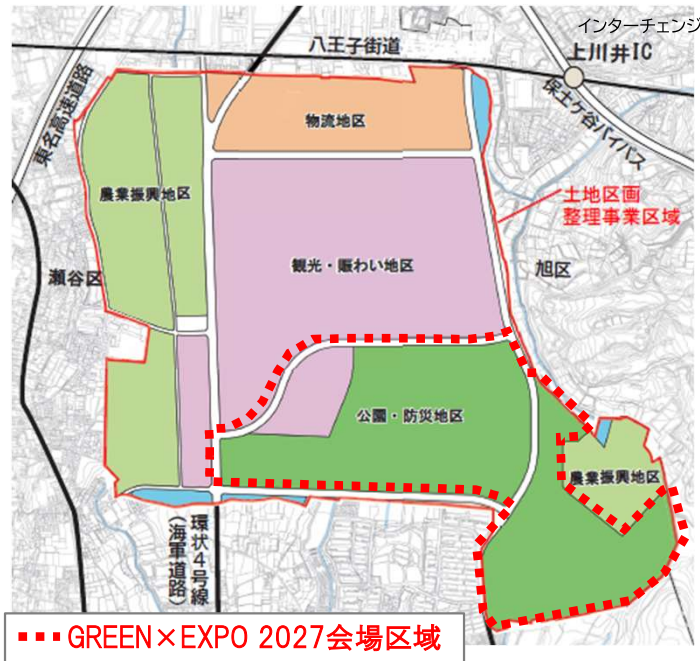 インターチェンジ
八王子街道
上川井IC
東名高速道路
保土ケ谷バイパス
物流地区
農業振興地区
土地区画
整理事業区域
観光・賑わい地区
瀬谷区
旭区
公園・防災地区
農業振興地区
環状4号線
(海軍道路)
GREEN×EXPO 2027会場区域